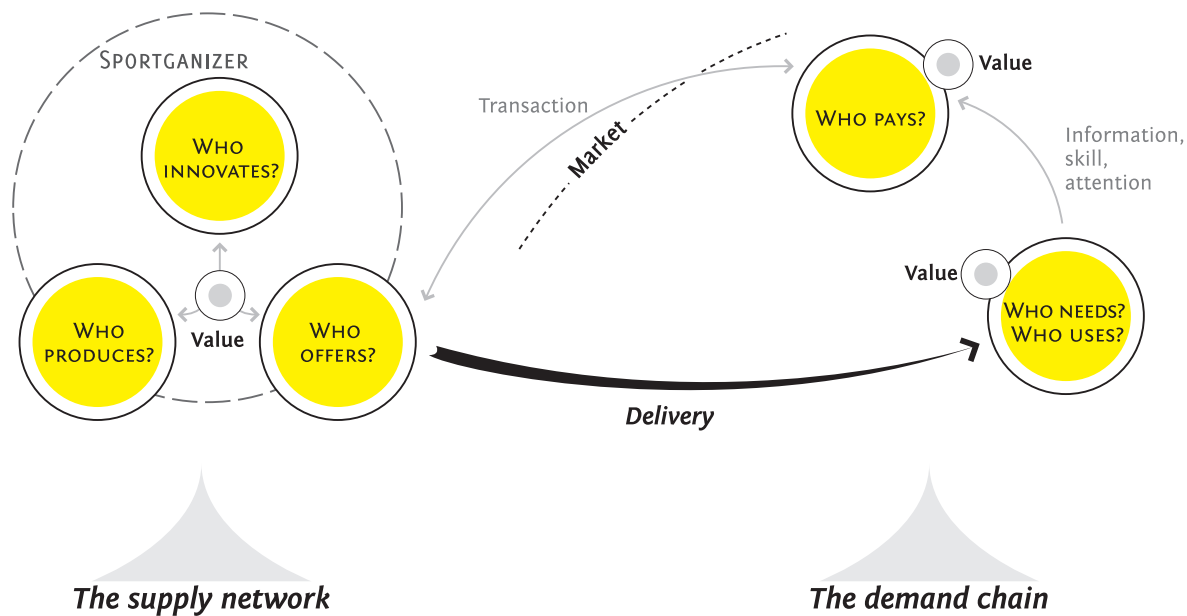 SPORTGANIZER
WHO
INNOVATES?
WHO
PRODUCES?
Value
WHO
OFFERS?
Transaction
Market
WHO PAYS?
Value
Information,
skill,
attention
Value
WHO NEEDS?
WHO USES?
Delivery
The supply network
The demand chain